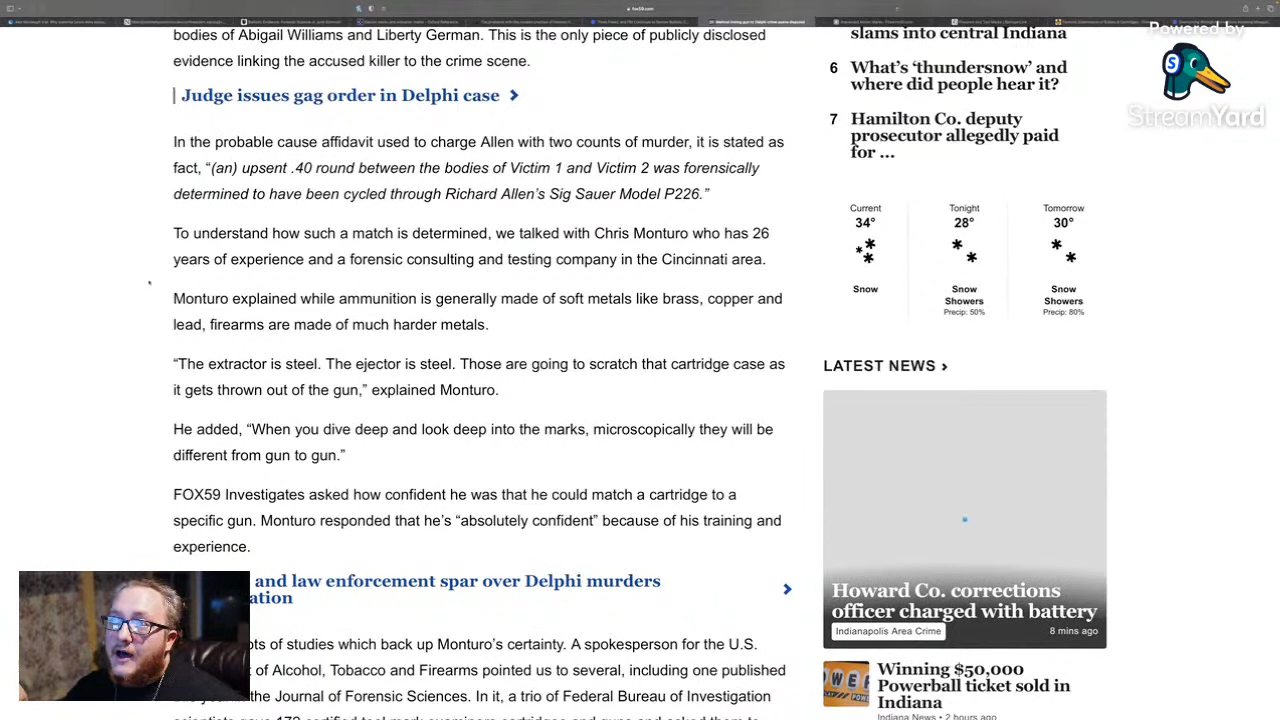 fox59.com
bodies of Abigail Williams and Liberty German. This is the only piece of publicly disclosed
evidence linking the accused killer to the crime scene.
Judge issues gag order in Delphi case
In the probable cause affidavit used to charge Allen with two counts of murder, it is stated as
fact, “(an) upsent .40 round between the bodies of Victim 1 and Victim 2 was forensically
determined to have been cycled through Richard Allen’s Sig Sauer Model P226.”
To understand how such a match is determined, we talked with Chris Monturo who has 26
years of experience and a forensic consulting and testing company in the Cincinnati area.
Monturo explained while ammunition is generally made of soft metals like brass, copper and
lead, firearms are made of much harder metals.
“The extractor is steel. The ejector is steel. Those are going to scratch that cartridge case as
it gets thrown out of the gun,” explained Monturo.
He added, “When you dive deep and look deep into the marks, microscopically they will be
different from gun to gun.”
FOX59 Investigates asked how confident he was that he could match a cartridge to a
specific gun. Monturo responded that he’s “absolutely confident” because of his training and
experience.
and law enforcement spar over Delphi murders
ots of studies which back up Monturo’s certainty. A spokesperson for the U.S.
of Alcohol, Tobacco and Firearms pointed us to several, including one published
the Journal of Forensic Sciences. In it, a trio of Federal Bureau of Investigation
slams into central Indiana
6 What’s ‘thundersnow’ and
where did people hear it?
7 Hamilton Co. deputy
prosecutor allegedly paid
for ...
Current
34°
Snow
Tonight
28°
Snow
Showers
Precip: 50%
Tomorrow
30°
Snow
Showers
Precip: 80%
LATEST NEWS ›
Howard Co. corrections
officer charged with battery
Indianapolis Area Crime
8 mins ago
Winning $50,000
Powerball ticket sold in
Indiana
Indiana News • 2 hours ago
Powered by
StreamYard